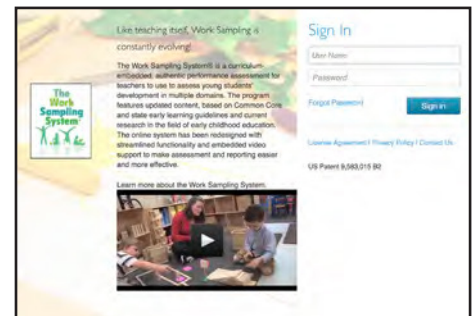 Like teaching itself, Work Sampling is
constantly evolving!
The Work Sampling System® is a curriculum-
embedded, authentic performance assessment for
teachers to use to assess young students'
development in multiple domains. The program
features updated content, based on Common Core
and state early learning guidelines and current
research in the field of early childhood education.
The online system has been redesigned with
streamlined functionality and embedded video
support to make assessment and reporting easier
and more effective.
Learn more about the Work Sampling System.
The
Work
Sampling
System
Sign In
User Name
Password
Forgot Password
Sign in
License Agreement | Privacy Policy | Contact Us
US Patent 9,583,015 B2